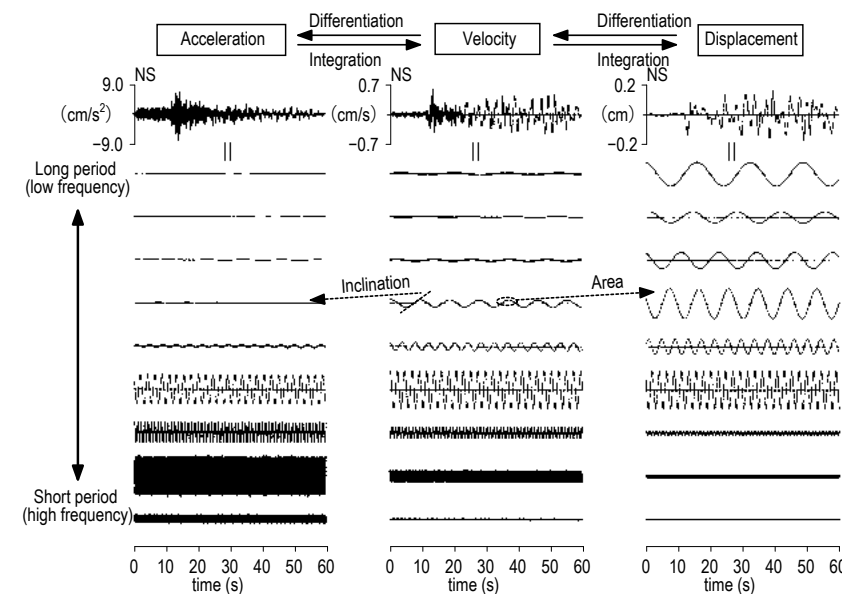 Differentiation
Differentiation
Acceleration
Velocity
Displacement
Integration
Integration
NS
NS
NS
9.0
(cm/s2)
−9.0
0.7
(cm/s)
−0.7
0.2
(cm)
−0.2
||
||
||
Long period
(low frequency)
Inclination
Area
Short period
(high frequency)
0 10 20 30 40 50 60
time (s)
0 10 20 30 40 50 60
time (s)
0 10 20 30 40 50 60
time (s)